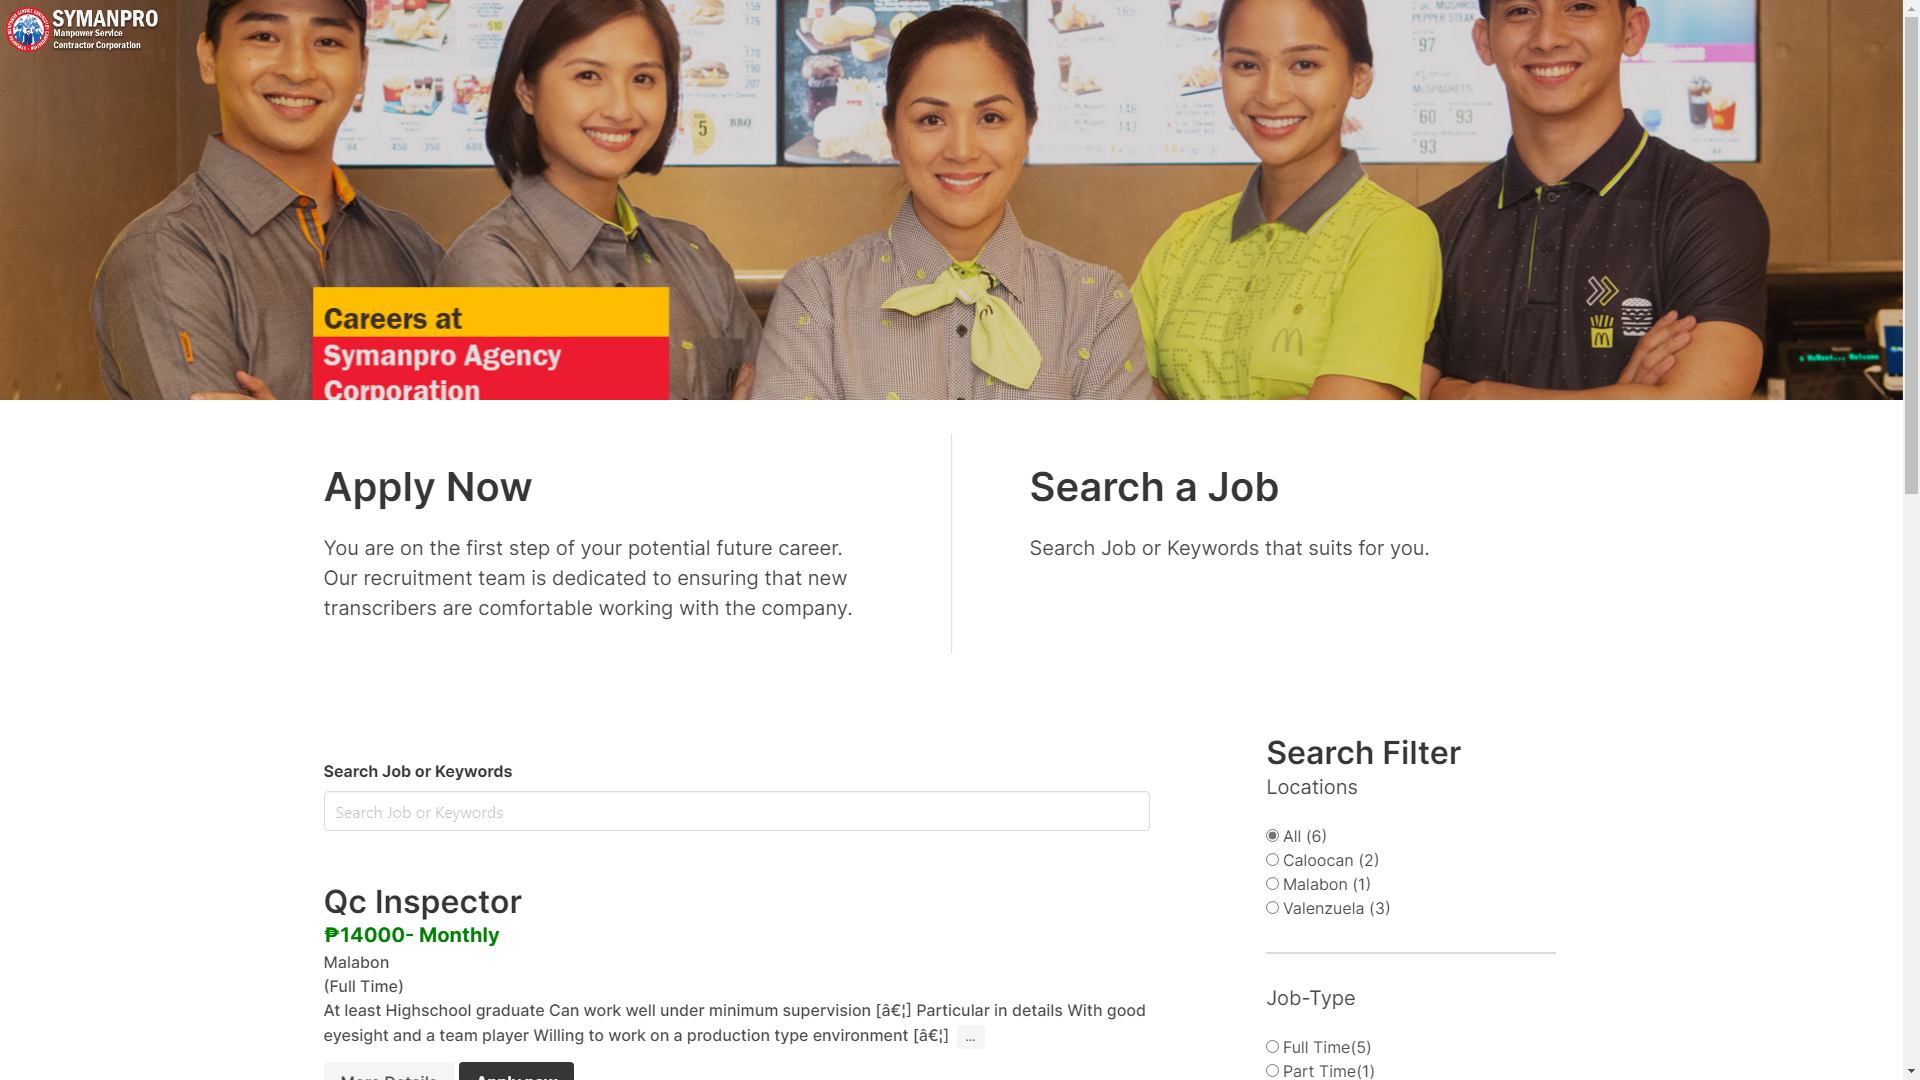 SYMANPRO
Manpower Service
Contractor Corporation
Careers at
Symanpro Agency
Corporation
Apply Now
You are on the first step of your potential future career.
Our recruitment team is dedicated to ensuring that new
transcribers are comfortable working with the company.
Search a Job
Search Job or Keywords that suits for you.
Search Job or Keywords
Search Job or Keywords
Qc Inspector
₱14000- Monthly
Malabon
(Full Time)
At least Highschool graduate Can work well under minimum supervision [â€¦] Particular in details With good
eyesight and a team player Willing to work on a production type environment [â€¦] ...
More Details
Apply now
Search Filter
Locations
All (6)
Caloocan (2)
Malabon (1)
Valenzuela (3)
Job-Type
Full Time(5)
Part Time(1)